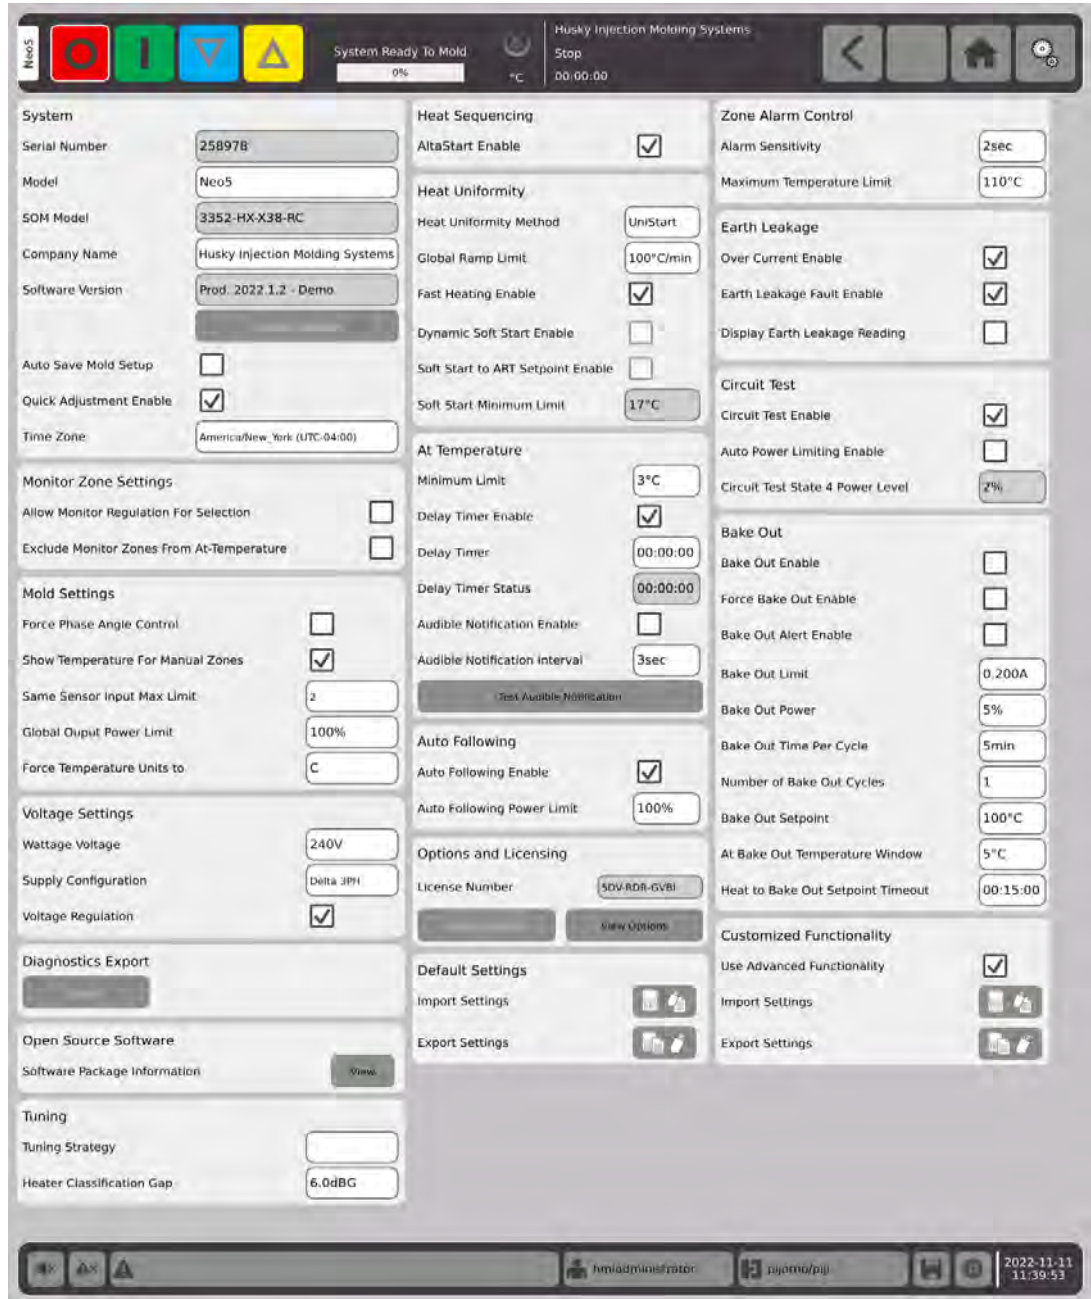 Neo5
System Ready To Mold
0%
°C
Husky Injection Molding Systems
Stop
00:00:00
System
Serial Number
258978
Model
Neo5
SOM Model
3352-HX-X38-RC
Company Name
Husky Injection Molding Systems
Software Version
Prod. 2022.1.2 - Demo
Auto Save Mold Setup
Quick Adjustment Enable
Time Zone
America/New_York (UTC-04:00)
Monitor Zone Settings
Allow Monitor Regulation For Selection
Exclude Monitor Zones From At-Temperature
Mold Settings
Force Phase Angle Control
Show Temperature For Manual Zones
Same Sensor Input Max Limit
2
Global Ouput Power Limit
100%
Force Temperature Units to
C
Voltage Settings
Wattage Voltage
240V
Supply Configuration
Delta 3PH
Voltage Regulation
Diagnostics Export
Open Source Software
Software Package Information
View
Tuning
Tuning Strategy
Heater Classification Gap
6.0dBG
Heat Sequencing
AltaStart Enable
Heat Uniformity
Heat Uniformity Method
UniStart
Global Ramp Limit
100°C/min
Fast Heating Enable
Dynamic Soft Start Enable
Soft Start to ART Setpoint Enable
Soft Start Minimum Limit
17°C
At Temperature
Minimum Limit
3°C
Delay Timer Enable
Delay Timer
00:00:00
Delay Timer Status
00:00:00
Audible Notification Enable
Audible Notification Interval
3sec
Test Audible Notification
Auto Following
Auto Following Enable
Auto Following Power Limit
100%
Options and Licensing
License Number
View Options
Default Settings
Import Settings
Export Settings
Zone Alarm Control
Alarm Sensitivity
2sec
Maximum Temperature Limit
110°C
Earth Leakage
Over Current Enable
Earth Leakage Fault Enable
Display Earth Leakage Reading
Circuit Test
Circuit Test Enable
Auto Power Limiting Enable
Circuit Test State 4 Power Level
2%
Bake Out
Bake Out Enable
Force Bake Out Enable
Bake Out Alert Enable
Bake Out Limit
0.200A
Bake Out Power
5%
Bake Out Time Per Cycle
5min
Number of Bake Out Cycles
1
Bake Out Setpoint
100°C
At Bake Out Temperature Window
5°C
Heat to Bake Out Setpoint Timeout
00:15:00
Customized Functionality
Use Advanced Functionality
Import Settings
Export Settings
hmiadministrator
2022-11-11
11:39:53